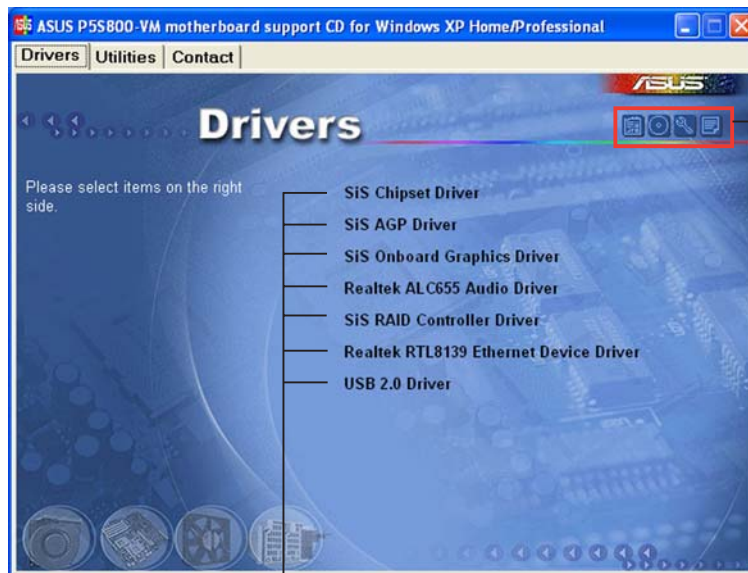 ASUS P5S800-VM motherboard support CD for Windows XP Home/Professional
Drivers Utilities Contact
ASUS
Drivers
Please select items on the right
side.
SiS Chipset Driver
SiS AGP Driver
SiS Onboard Graphics Driver
Realtek ALC655 Audio Driver
SiS RAID Controller Driver
Realtek RTL8139 Ethernet Device Driver
USB 2.0 Driver